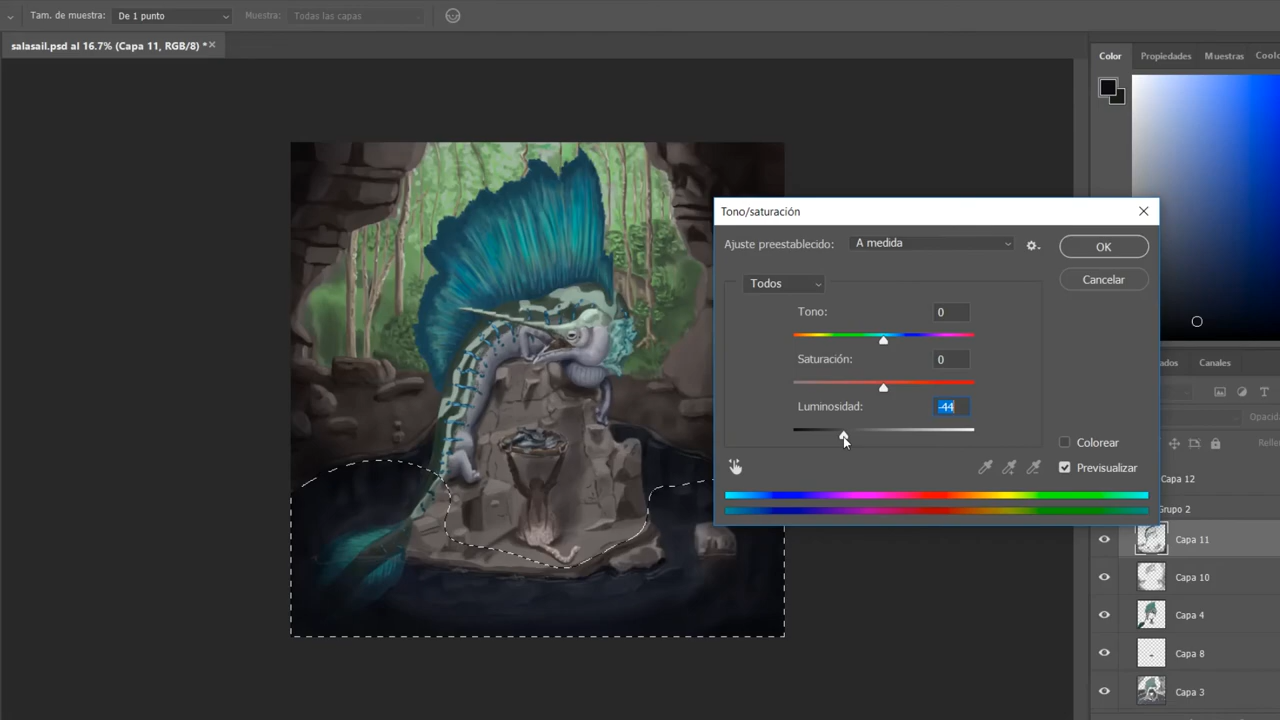 Tam. de muestra: De 1 punto Muestra: Todas las capas
salasail.psd al 16.7% (Capa 11, RGB/8) *
Color Propiedades Muestras
Tono/saturación
Ajuste preestablecido: A medida
OK
Todos
Cancelar
Tono: 0
Saturación: 0
Luminosidad: -44
Colorear
Previsualizar
Canales
Capa 12
Grupo 2
Capa 11
Capa 10
Capa 4
Capa 8
Capa 3